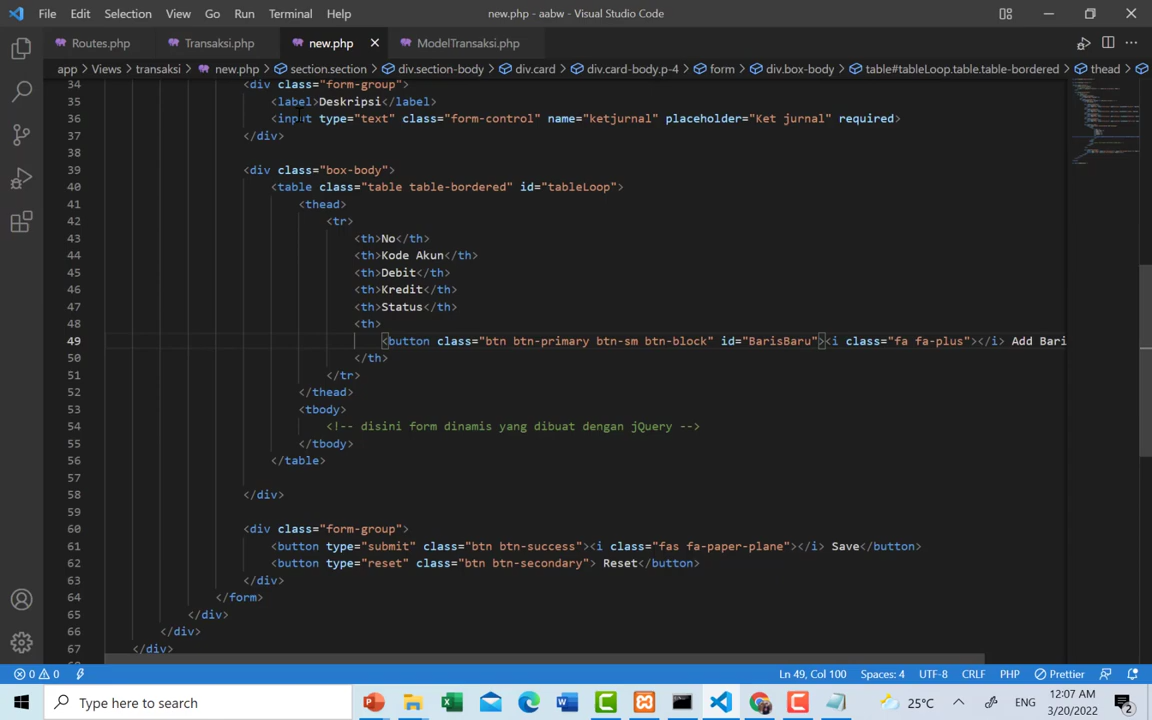 File Edit Selection View Go Run Terminal Help new.php - aabw - Visual Studio Code
Routes.php Transaksi.php new.php ModelTransaksi.php
app > Views > transaksi > new.php > section.section > div.section-body > div.card > div.card-body.p-4 > form > div.box-body > table#tableLoop.table.table-bordered > thead >
34 <div class="form-group">
35 <label>Deskripsi</label>
36 <input type="text" class="form-control" name="ketjurnal" placeholder="Ket jurnal" required>
37 </div>
38
39 <div class="box-body">
40 <table class="table table-bordered" id="tableLoop">
41 <thead>
42 <tr>
43 <th>No</th>
44 <th>Kode Akun</th>
45 <th>Debit</th>
46 <th>Kredit</th>
47 <th>Status</th>
48 <th>
49 <button class="btn btn-primary btn-sm btn-block" id="BarisBaru"><i class="fa fa-plus"></i> Add Bari
50 </th>
51 </tr>
52 </thead>
53 <tbody>
54 <!-- disini form dinamis yang dibuat dengan jQuery -->
55 </tbody>
56 </table>
57
58 </div>
59
60 <div class="form-group">
61 <button type="submit" class="btn btn-success"><i class="fas fa-paper-plane"></i> Save</button>
62 <button type="reset" class="btn btn-secondary"> Reset</button>
63 </div>
64 </form>
65 </div>
66 </div>
67 </div>
0 0 Ln 49, Col 100 Spaces: 4 UTF-8 CRLF PHP Prettier
Type here to search 25°C ENG 12:07 AM 3/20/2022 2